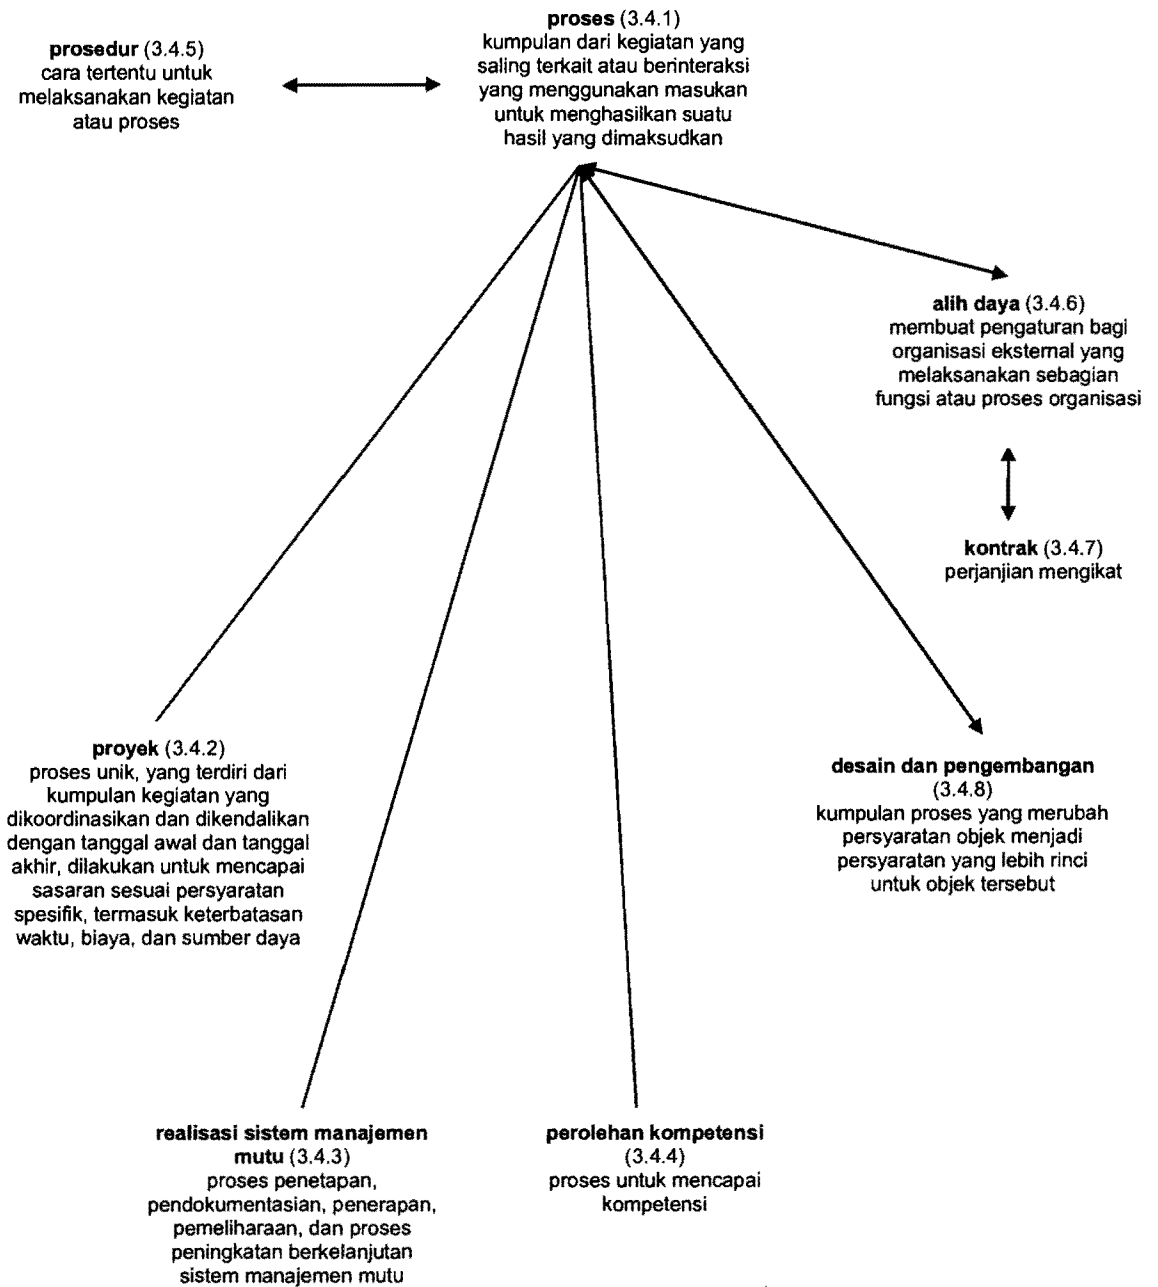 proses (3.4.1)
kumpulan dari kegiatan yang
saling terkait atau berinteraksi
yang menggunakan masukan
untuk menghasilkan suatu
hasil yang dimaksudkan
prosedur (3.4.5)
cara tertentu untuk
melaksanakan kegiatan
atau proses
alih daya (3.4.6)
membuat pengaturan bagi
organisasi eksternal yang
melaksanakan sebagian
fungsi atau proses organisasi
kontrak (3.4.7)
perjanjian mengikat
proyek (3.4.2)
proses unik, yang terdiri dari
kumpulan kegiatan yang
dikoordinasikan dan dikendalikan
dengan tanggal awal dan tanggal
akhir, dilakukan untuk mencapai
sasaran sesuai persyaratan
spesifik, termasuk keterbatasan
waktu, biaya, dan sumber daya
desain dan pengembangan
(3.4.8)
kumpulan proses yang merubah
persyaratan objek menjadi
persyaratan yang lebih rinci
untuk objek tersebut
realisasi sistem manajemen
mutu (3.4.3)
proses penetapan,
pendokumentasian, penerapan,
pemeliharaan, dan proses
peningkatan berkelanjutan
sistem manajemen mutu
perolehan kompetensi
(3.4.4)
proses untuk mencapai
kompetensi